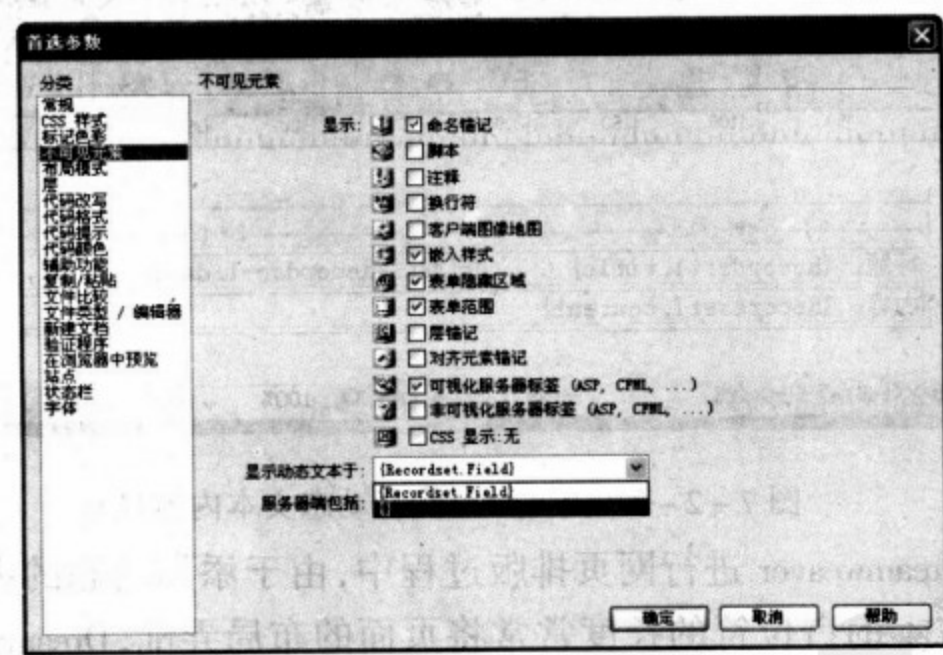 首选参数
分类
不可见元素
常规
CSS 样式
标记色彩
不可见元素
布局模式
层
代码改写
代码格式
代码提示
代码颜色
辅助功能
复制/粘贴
文件比较
文件类型 / 编辑器
新建文档
验证程序
在浏览器中预览
站点
状态栏
字体
显示:
命名锚记
脚本
注释
换行符
客户端图像地图
嵌入样式
表单隐藏区域
表单范围
层锚记
对齐元素锚记
可视化服务器标签 (ASP, CFML, ...)
非可视化服务器标签 (ASP, CFML, ...)
CSS 显示:无
显示动态文本于:
{Recordset.Field}
{Recordset.Field}
{}
服务器端包括:
确定
取消
帮助